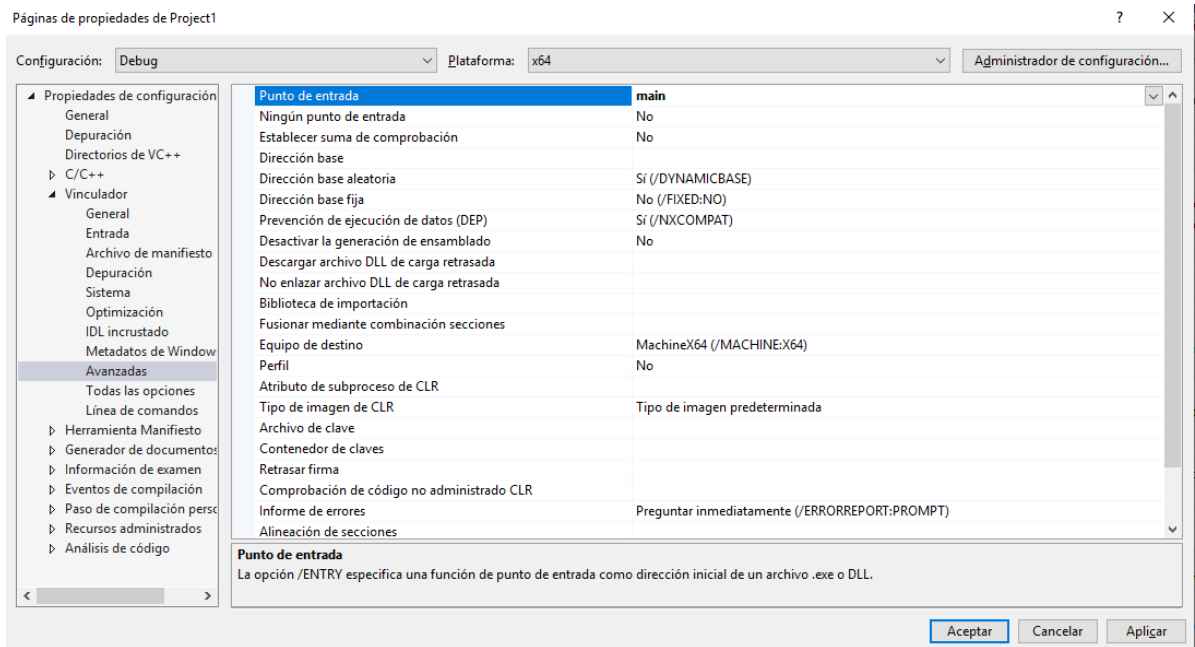 Páginas de propiedades de Project1
?
Configuración: Debug Plataforma: x64 Administrador de configuración...
Propiedades de configuración
General
Depuración
Directorios de VC++
C/C++
Vinculador
General
Entrada
Archivo de manifiesto
Depuración
Sistema
Optimización
IDL incrustado
Metadatos de Window
Avanzadas
Todas las opciones
Línea de comandos
Herramienta Manifiesto
Generador de documentos
Información de examen
Eventos de compilación
Paso de compilación perso
Recursos administrados
Análisis de código
Punto de entrada main
Ningún punto de entrada No
Establecer suma de comprobación No
Dirección base
Dirección base aleatoria Sí (/DYNAMICBASE)
Dirección base fija No (/FIXED:NO)
Prevención de ejecución de datos (DEP) Sí (/NXCOMPAT)
Desactivar la generación de ensamblado No
Descargar archivo DLL de carga retrasada
No enlazar archivo DLL de carga retrasada
Biblioteca de importación
Fusionar mediante combinación secciones
Equipo de destino MachineX64 (/MACHINE:X64)
Perfil No
Atributo de subproceso de CLR
Tipo de imagen de CLR Tipo de imagen predeterminada
Archivo de clave
Contenedor de claves
Retrasar firma
Comprobación de código no administrado CLR
Informe de errores Preguntar inmediatamente (/ERRORREPORT:PROMPT)
Alineación de secciones
Punto de entrada
La opción /ENTRY especifica una función de punto de entrada como dirección inicial de un archivo .exe o DLL.
Aceptar Cancelar Aplicar